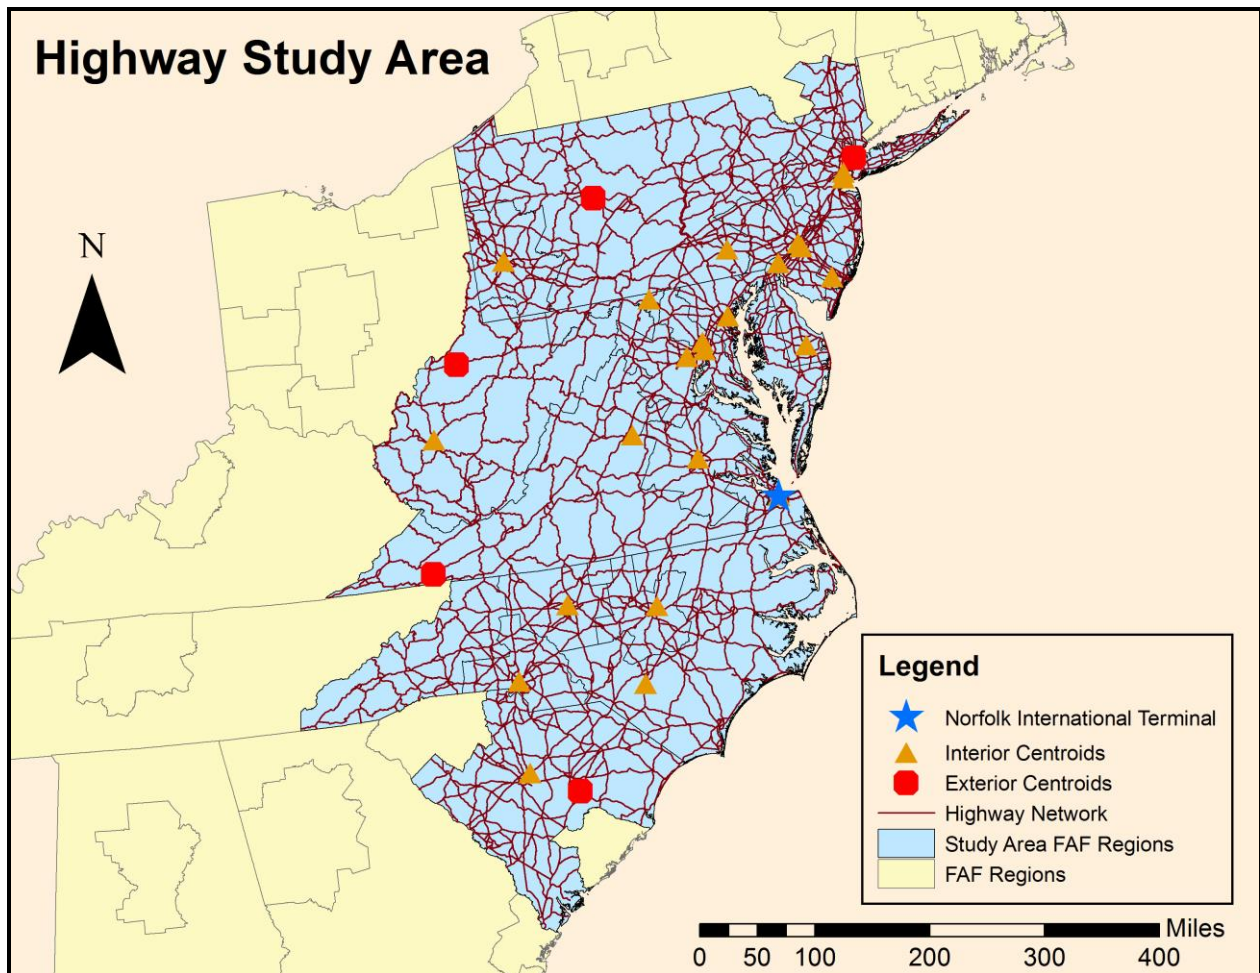 Highway Study Area
N
Legend
Norfolk International Terminal
Interior Centroids
Exterior Centroids
Highway Network
Study Area FAF Regions
FAF Regions
Miles
0 50 100 200 300 400